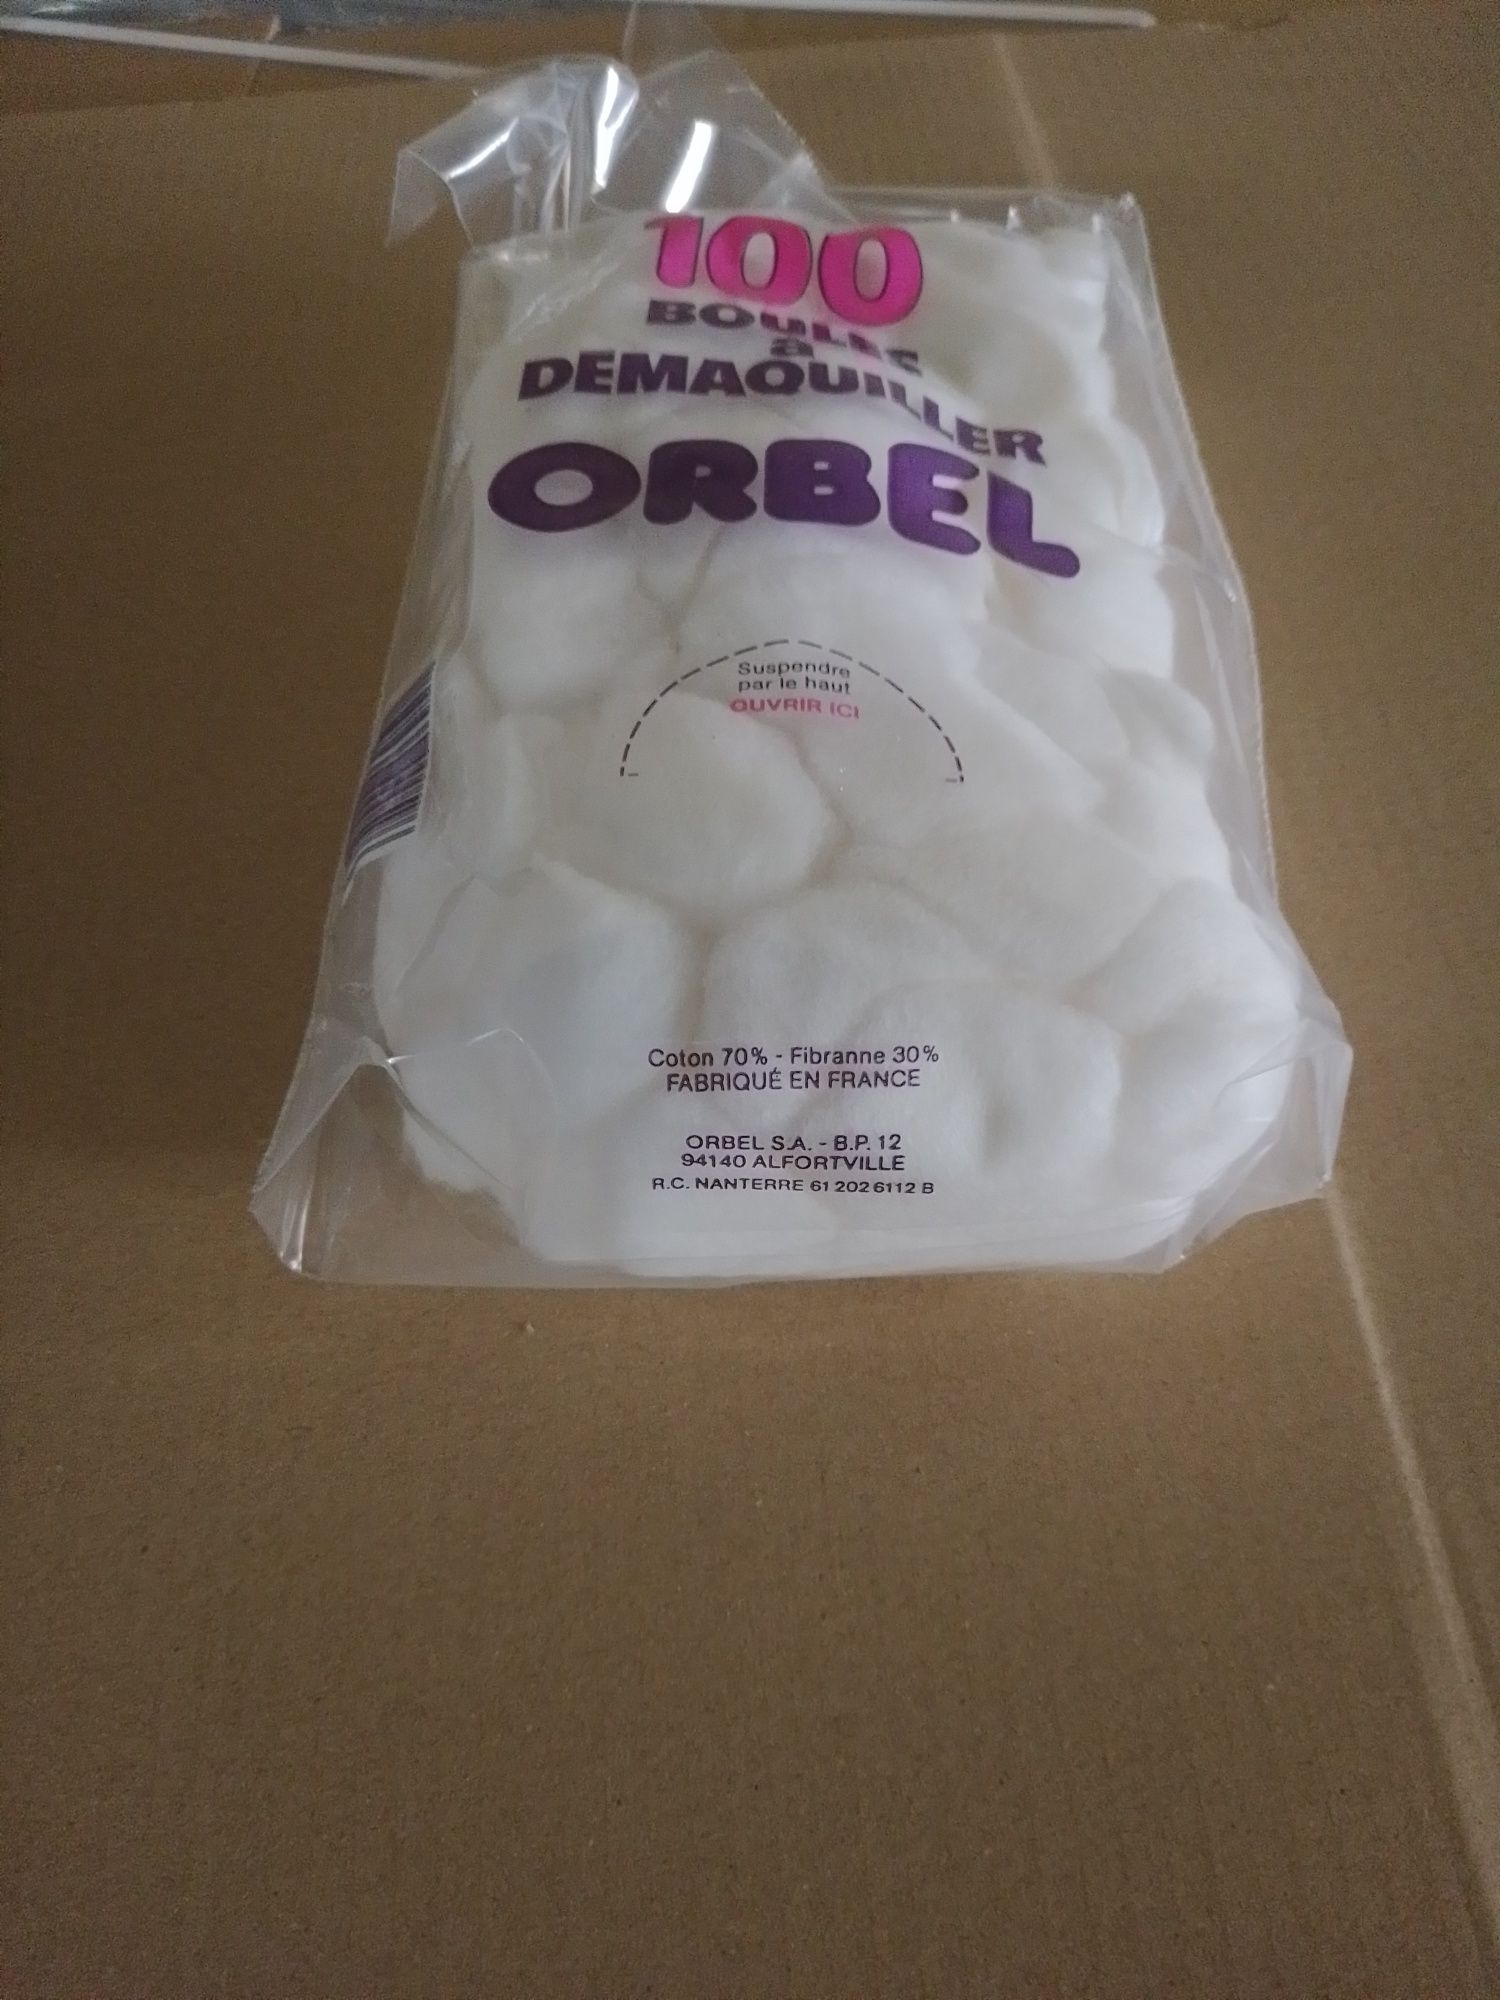 100
BOULES
à
DEMAQUILLER
ORBEL
Suspendre
par le haut
OUVRIR ICI
Coton 70% - Fibranne 30%
FABRIQUÉ EN FRANCE
ORBEL S.A. - B.P. 12
94140 ALFORTVILLE
R.C. NANTERRE 61 202 6112 B